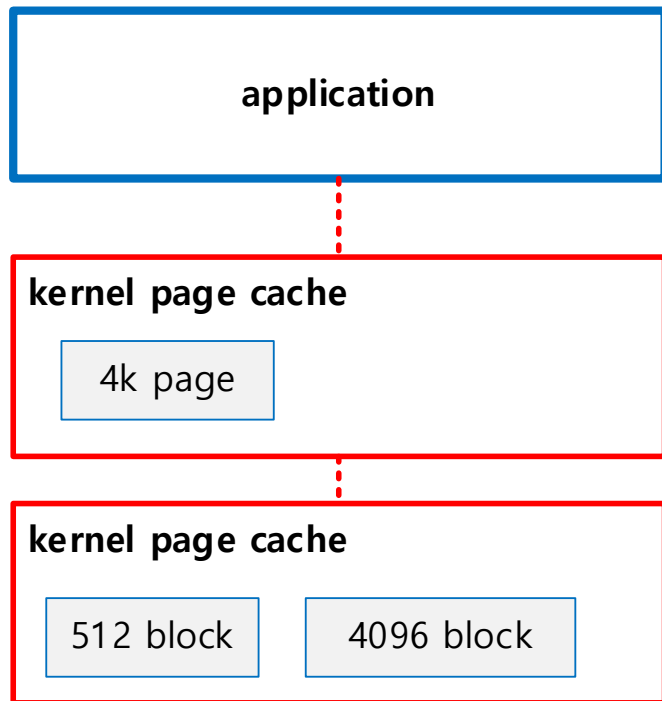 application
kernel page cache
4k page
kernel page cache
512 block
4096 block